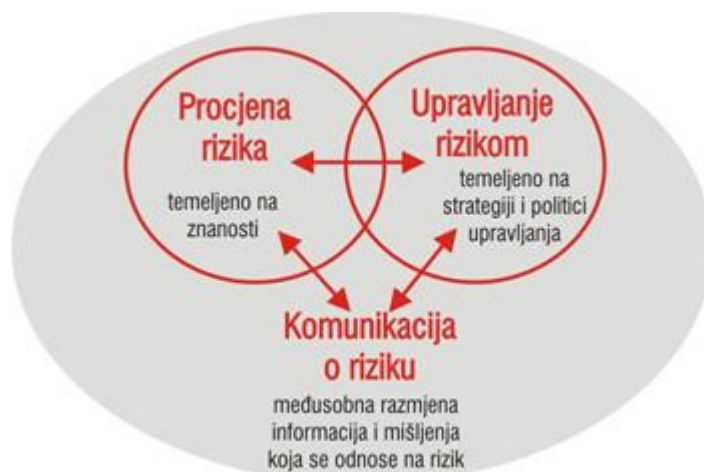 Procjena
rizika
temeljeno na
znanosti
Upravljanje
rizikom
temeljeno na
strategiji i politici
upravljanja
Komunikacija
o riziku
međusobna razmjena
informacija i mišljenja
koja se odnose na rizik